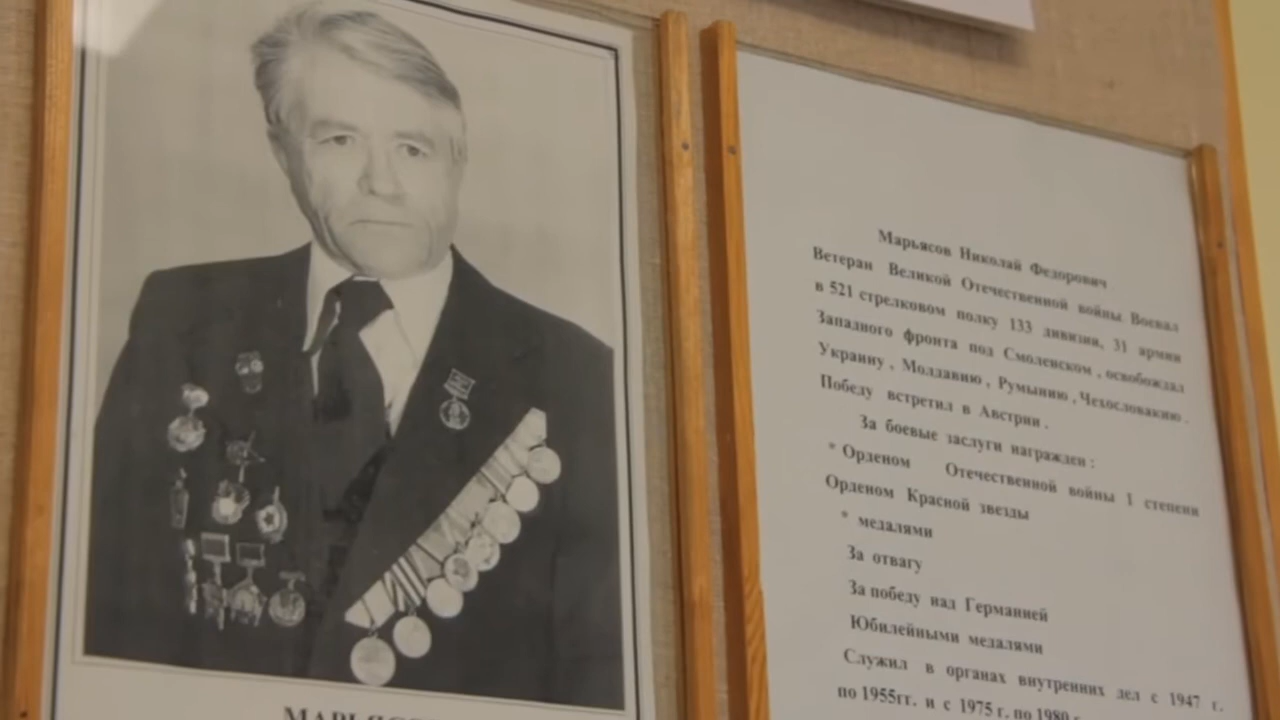 Марьясов Николай Федорович
Ветеран Великой Отечественной войны Воевал
в 521 стрелковом полку 133 дивизии, 31 армии
Западного фронта под Смоленском , освобождал
Украину , Молдавию , Румынию , Чехословакию .
Победу встретил в Австрии .
За боевые заслуги награжден :
* Орденом Отечественной войны 1 степени
Орденом Красной звезды
* медалями
За отвагу
За победу над Германией
Юбилейными медалями
Служил в органах внутренних дел с 1947 г.
по 1955гг. и с 1975 г. по 1980